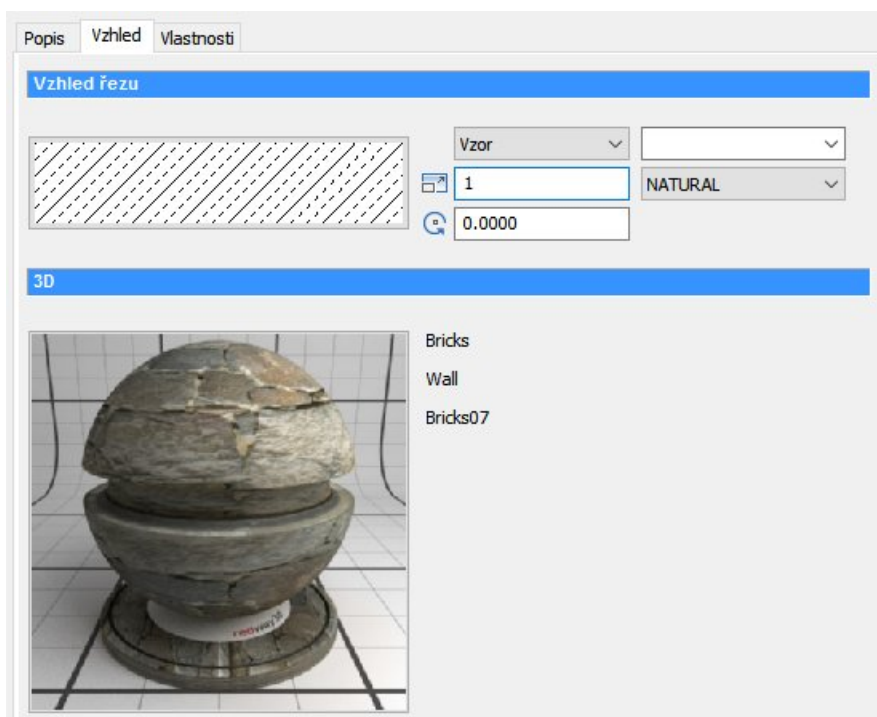 Popis Vzhled Vlastnosti
Vzhled řezu
Vzor
1 NATURAL
0.0000
3D
Bricks
Wall
Bricks07